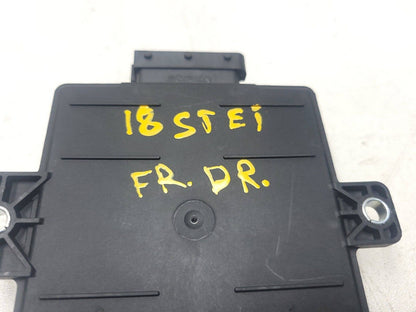 18 STEI
FR. DR.